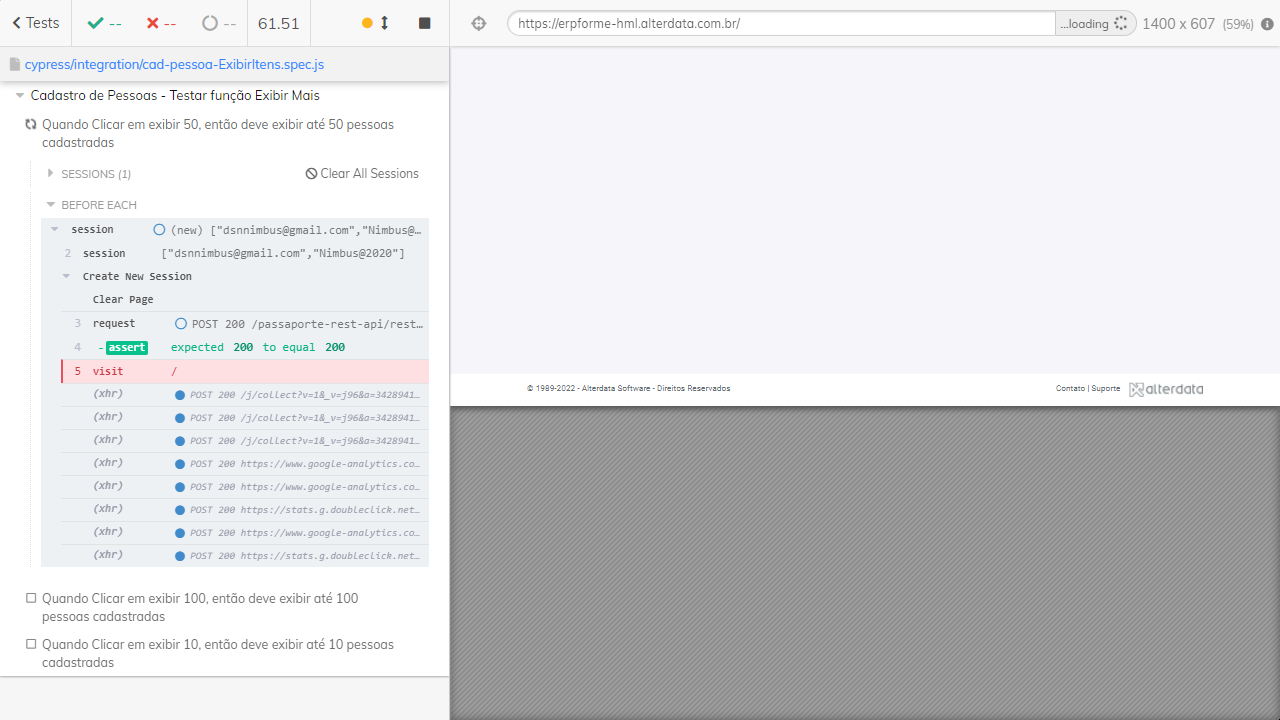 Tests -- -- -- 61.51
https://erpforme-hml.alterdata.com.br/ ...loading 1400 x 607 (59%)
cypress/integration/cad-pessoa-ExibirItens.spec.js
Cadastro de Pessoas - Testar função Exibir Mais
Quando Clicar em exibir 50, então deve exibir até 50 pessoas
cadastradas
SESSIONS (1) Clear All Sessions
BEFORE EACH
session (new) ["dsnnimbus@gmail.com","Nimbus@…
2 session ["dsnnimbus@gmail.com","Nimbus@2020"]
Create New Session
Clear Page
3 request POST 200 /passaporte-rest-api/rest…
4 -assert expected 200 to equal 200
5 visit /
(xhr) POST 200 /j/collect?v=1&_v=j96&a=3428941…
(xhr) POST 200 /j/collect?v=1&_v=j96&a=3428941…
(xhr) POST 200 /j/collect?v=1&_v=j96&a=3428941…
(xhr) POST 200 https://www.google-analytics.co…
(xhr) POST 200 https://www.google-analytics.co…
(xhr) POST 200 https://stats.g.doubleclick.net…
(xhr) POST 200 https://www.google-analytics.co…
(xhr) POST 200 https://stats.g.doubleclick.net…
Quando Clicar em exibir 100, então deve exibir até 100
pessoas cadastradas
Quando Clicar em exibir 10, então deve exibir até 10 pessoas
cadastradas
© 1989-2022 - Alterdata Software - Direitos Reservados
Contato | Suporte alterdata